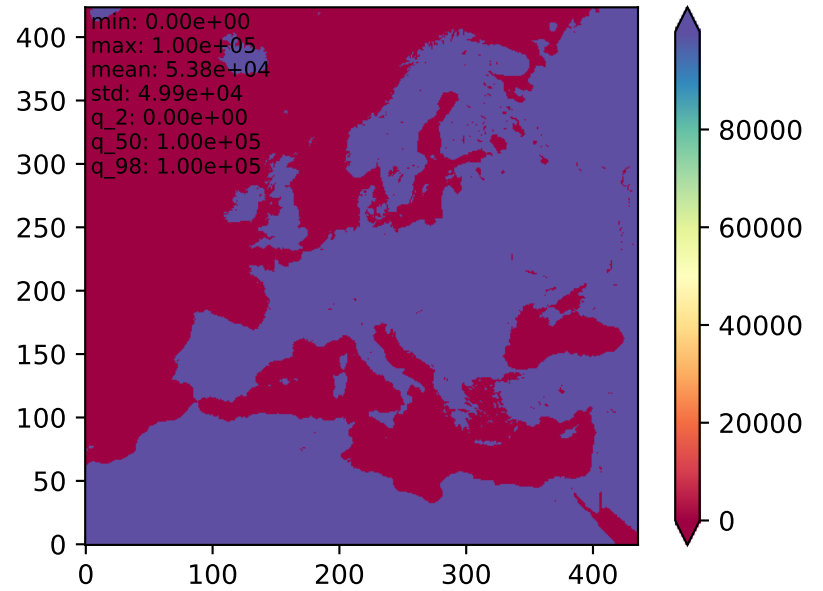 min: 0.00e+00
max: 1.00e+05
mean: 5.38e+04
std: 4.99e+04
q_2: 0.00e+00
q_50: 1.00e+05
q_98: 1.00e+05
400
350
300
250
200
150
100
50
0
0 100 200 300 400
80000
60000
40000
20000
0